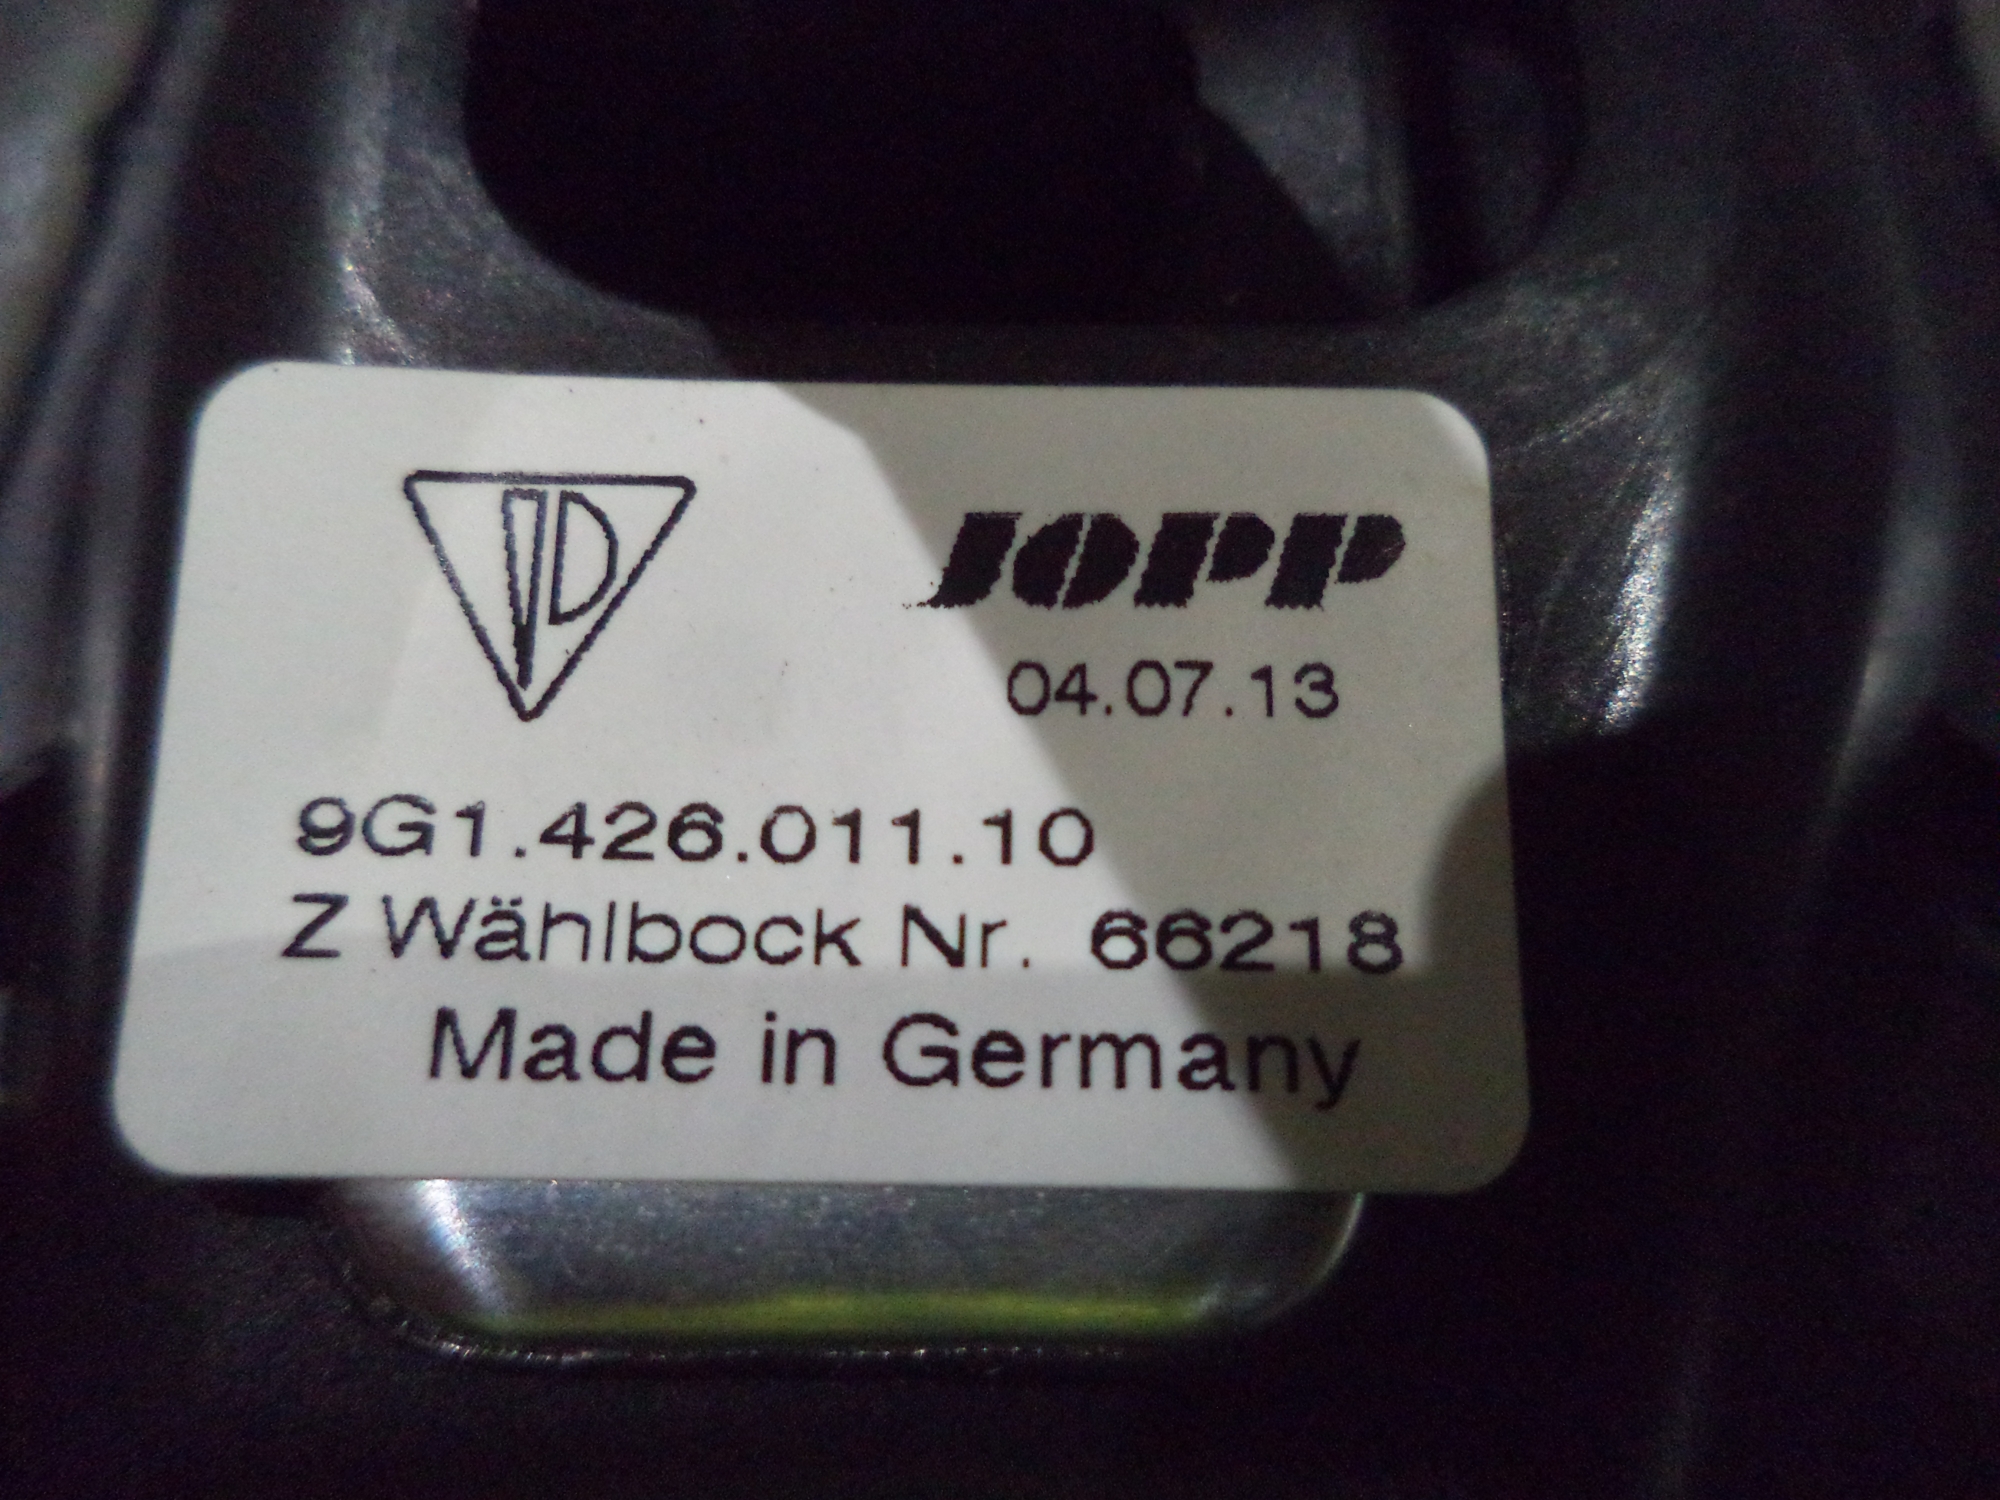 JOPP
04.07.13
9G1.426.011.10
Z Wählbock Nr. 66218
Made in Germany